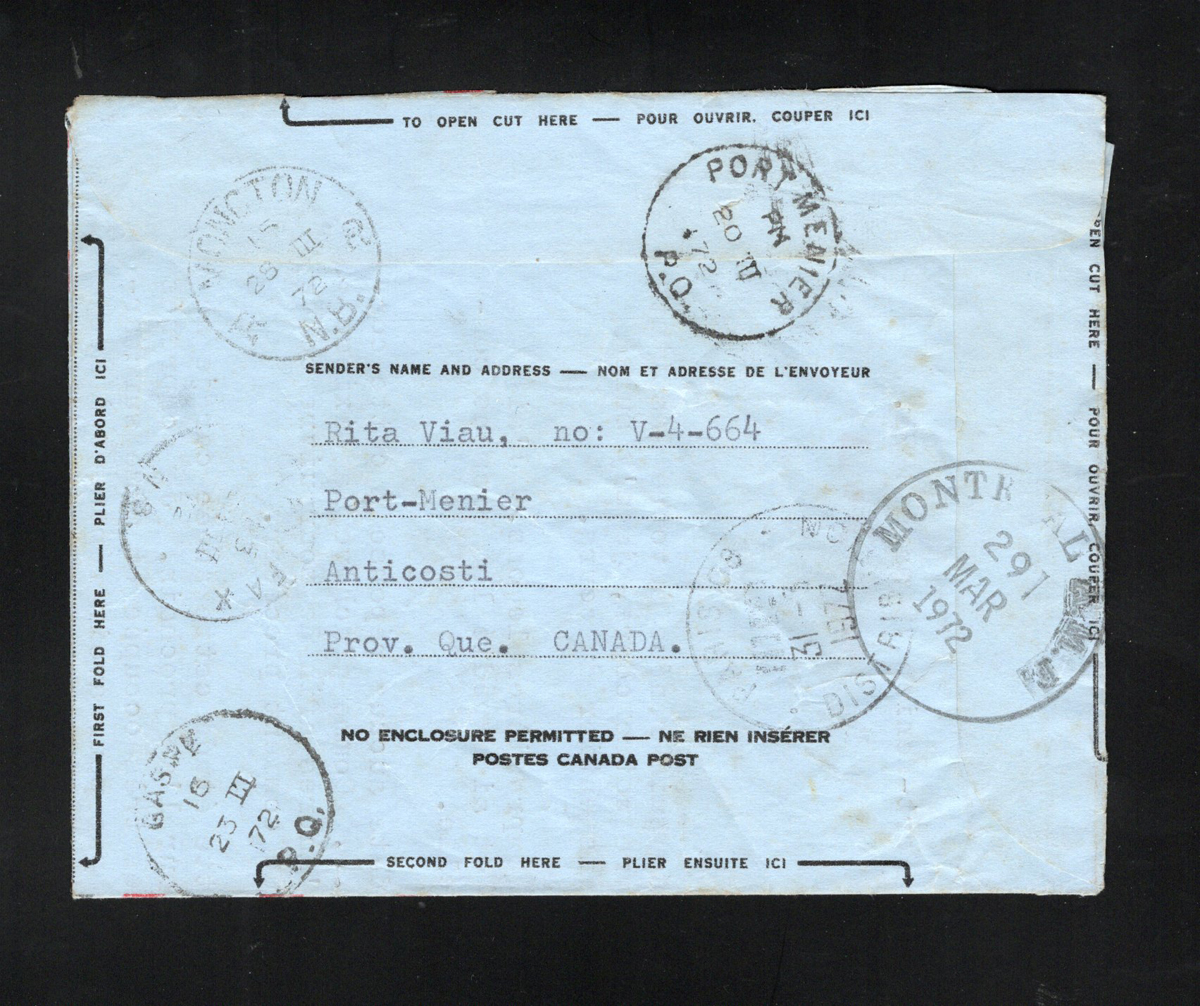 TO OPEN CUT HERE — POUR OUVRIR. COUPER ICI
MONCTON
15
28 III
72
N.B.
PORT MENIER
PM
20 III
72
P.Q.
SENDER'S NAME AND ADDRESS — NOM ET ADRESSE DE L'ENVOYEUR
Rita Viau, no: V-4-664
Port-Menier
Anticosti
Prov. Que. CANADA.
NO ENCLOSURE PERMITTED — NE RIEN INSÉRER
POSTES CANADA POST
MONTREAL
29
MAR
1972
P.Q.
23 III
72
FIRST FOLD HERE — PLIER D'ABORD ICI
PEN CUT HERE — POUR OUVRIR COUPER ICI
SECOND FOLD HERE — PLIER ENSUITE ICI